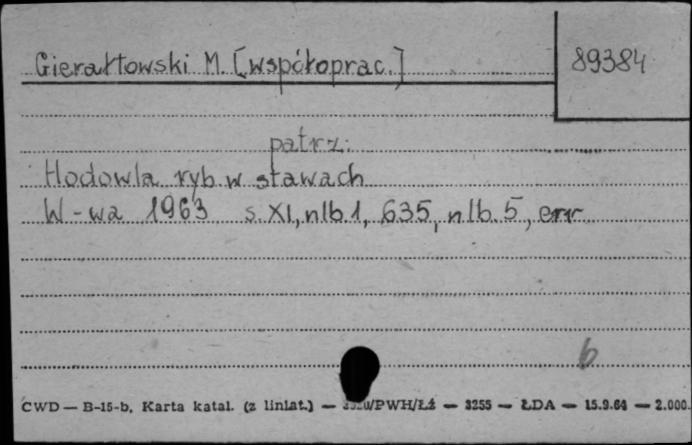 Gierałtowski M. [współoprac.]
89384
patrz:
Hodowla ryb w stawach
W-wa 1963 s. XI, nlb 1, 635, nlb. 5, err
b
CWD — B-15-b. Karta katal. (z liniat.) — /PWH/Łź — 3255 — ŁDA — 15.9.64 — 2.000.